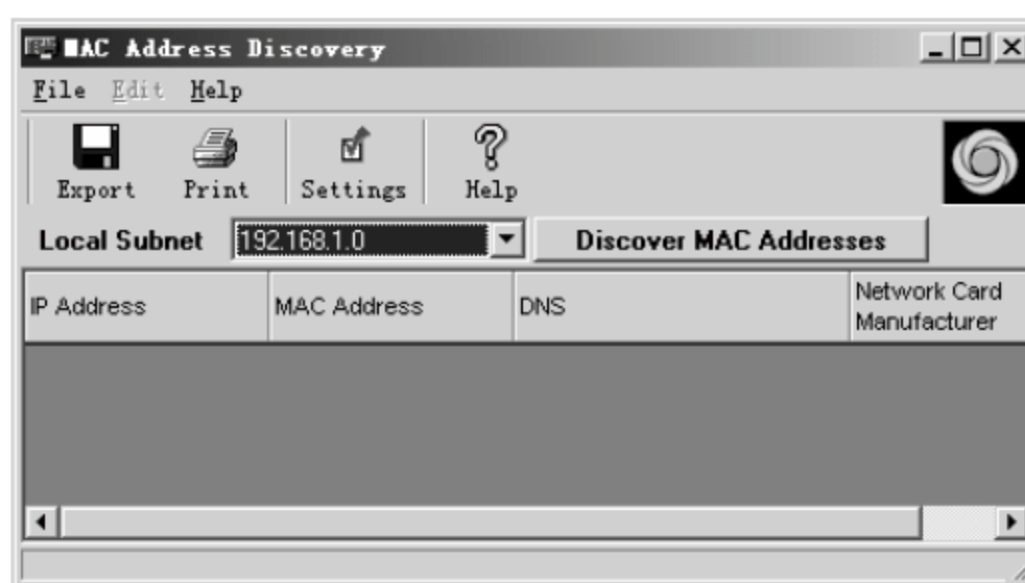 MAC Address Discovery
File Edit Help
Export Print Settings Help
Local Subnet 192.168.1.0 Discover MAC Addresses
IP Address MAC Address DNS Network Card
Manufacturer